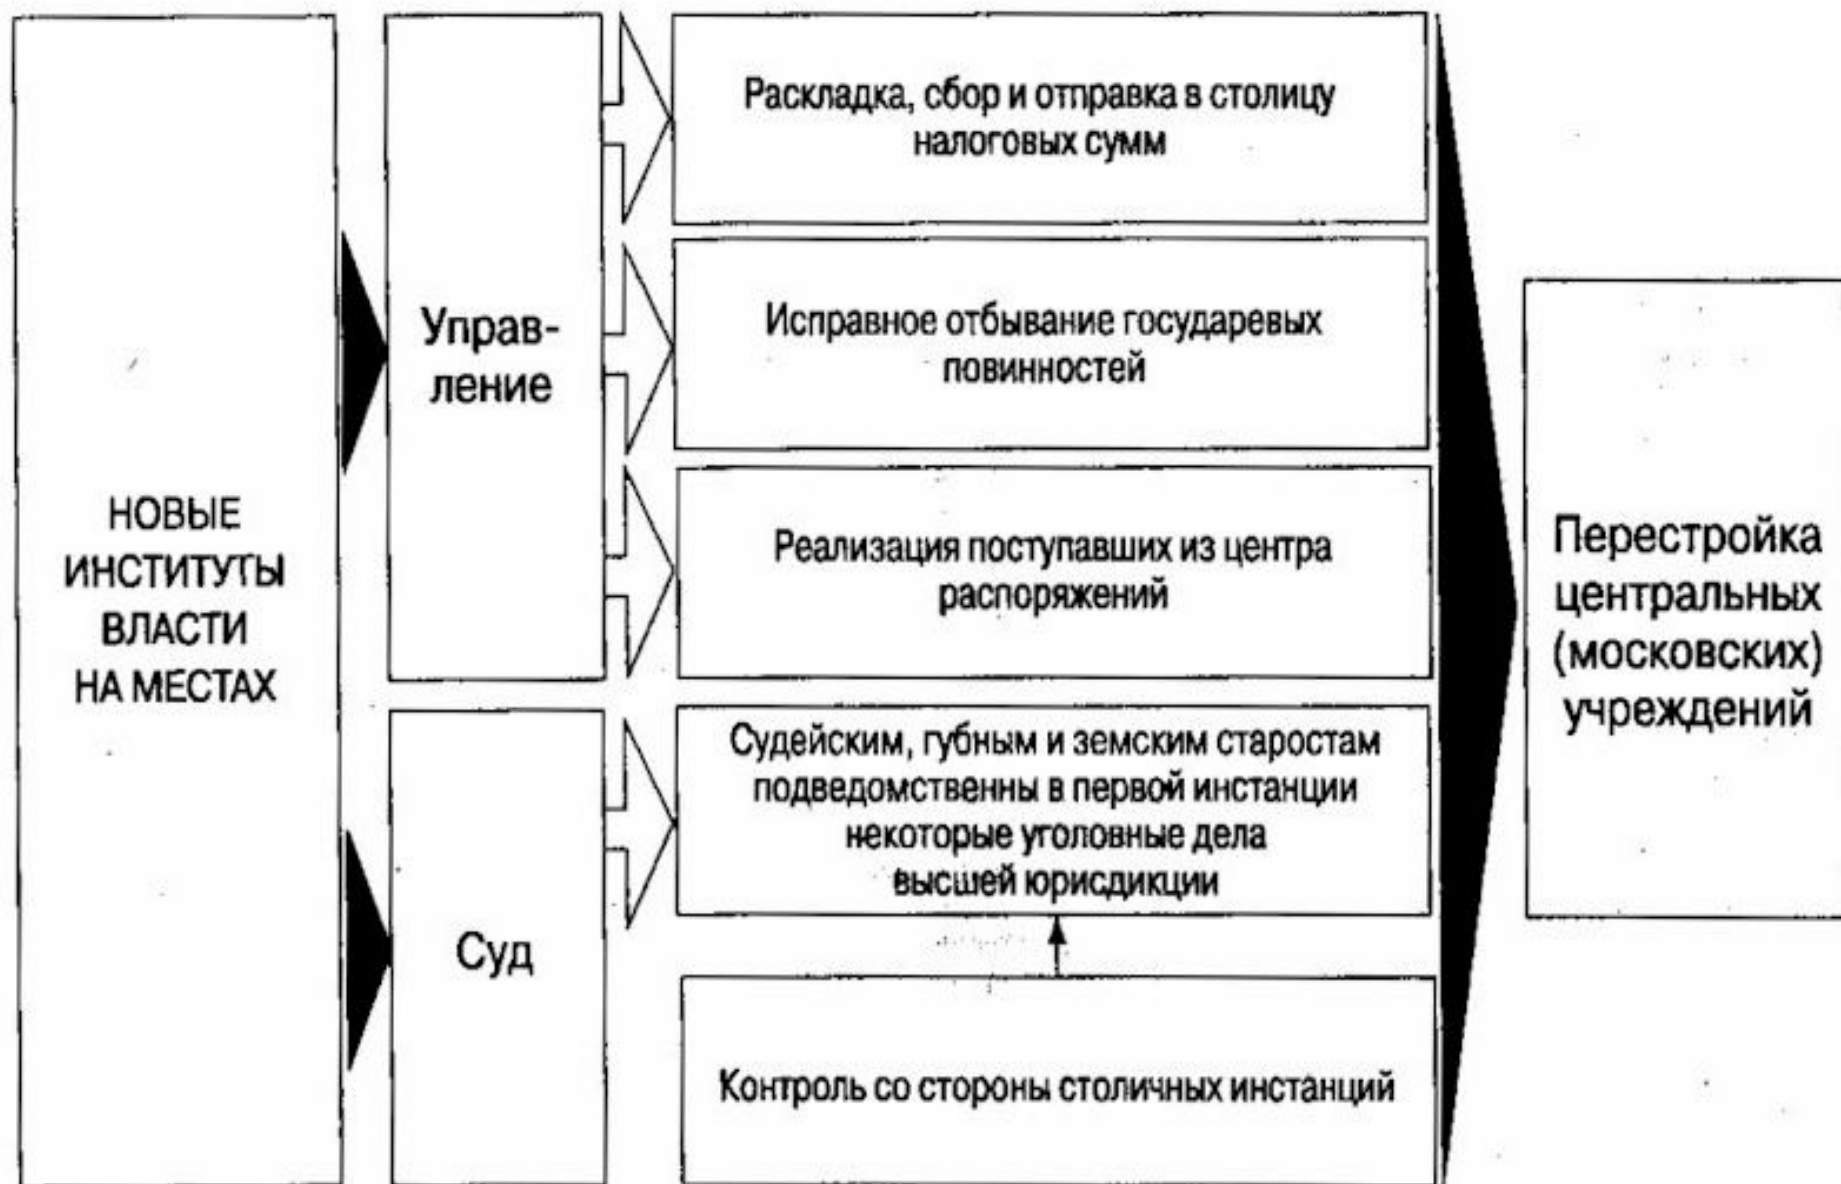 НОВЫЕ
ИНСТИТУТЫ
ВЛАСТИ
НА МЕСТАХ
Управ-
ление
Раскладка, сбор и отправка в столицу
налоговых сумм
Исправное отбывание государевых
повинностей
Реализация поступавших из центра
распоряжений
Суд
Судейским, губным и земским старостам
подведомственны в первой инстанции
некоторые уголовные дела
высшей юрисдикции
Контроль со стороны столичных инстанций
Перестройка
центральных
(московских)
учреждений